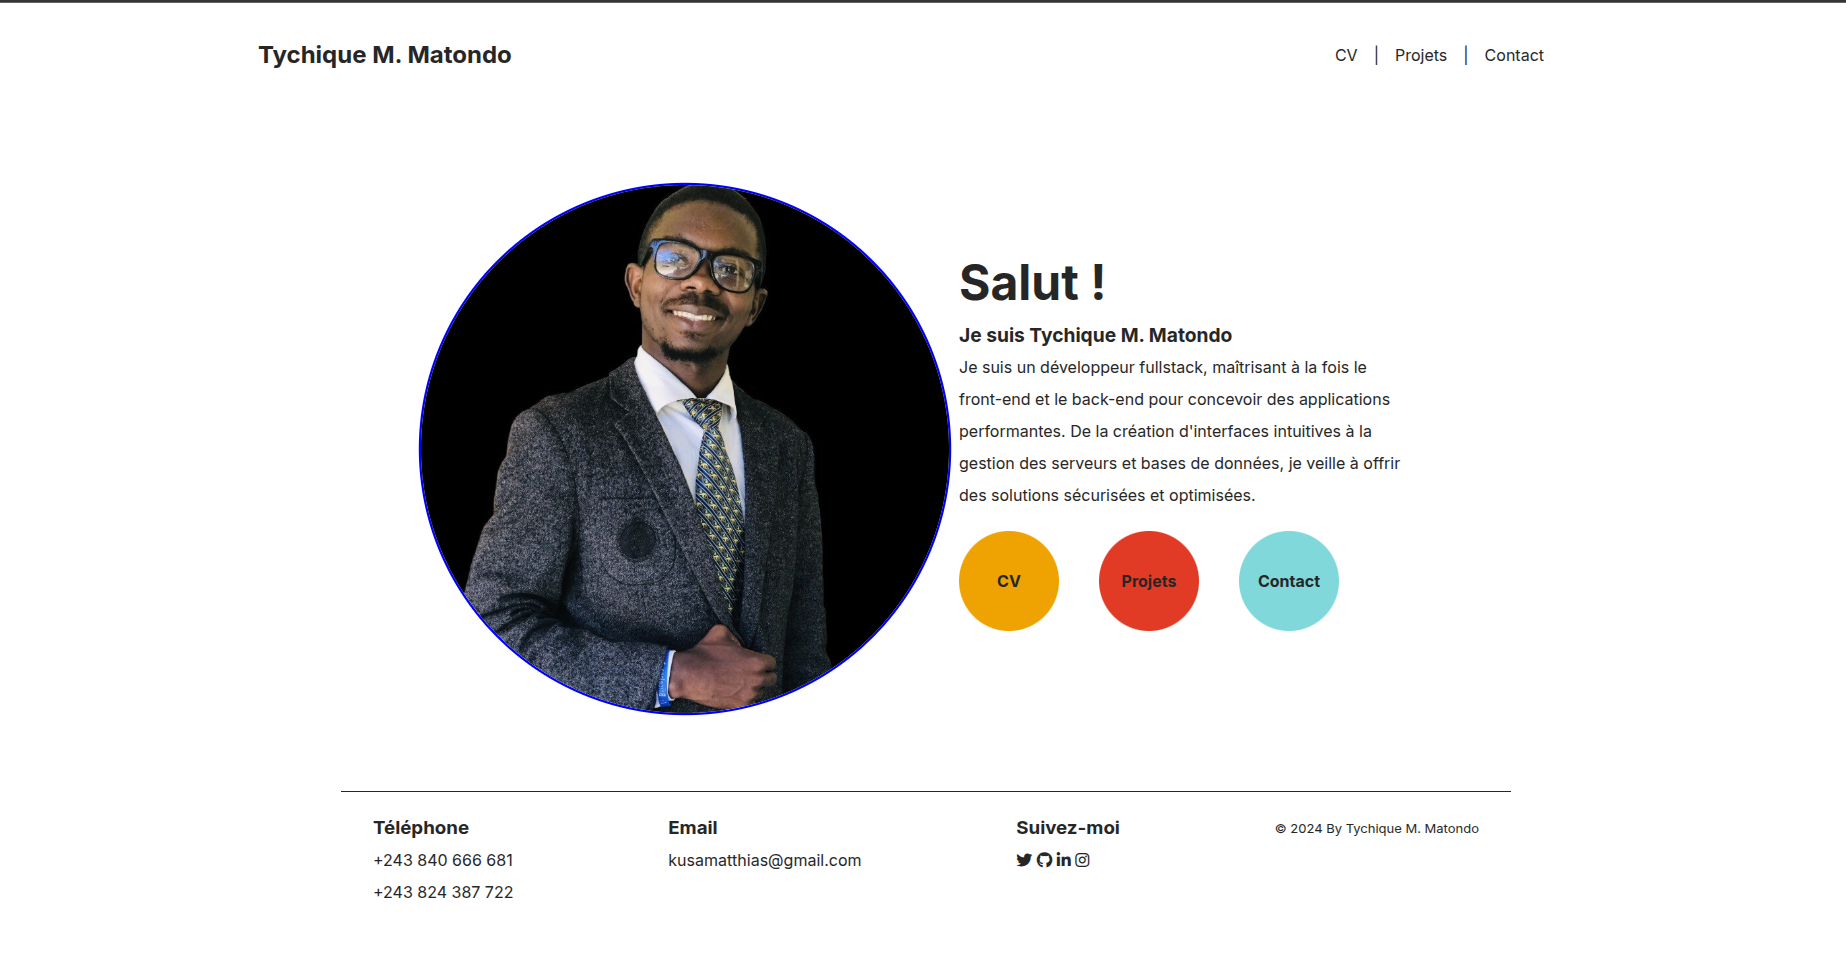 Tychique M. Matondo
CV | Projets | Contact
Salut !
Je suis Tychique M. Matondo
Je suis un développeur fullstack, maîtrisant à la fois le
front-end et le back-end pour concevoir des applications
performantes. De la création d'interfaces intuitives à la
gestion des serveurs et bases de données, je veille à offrir
des solutions sécurisées et optimisées.
CV
Projets
Contact
Téléphone
+243 840 666 681
+243 824 387 722
Email
kusamatthias@gmail.com
Suivez-moi
© 2024 By Tychique M. Matondo